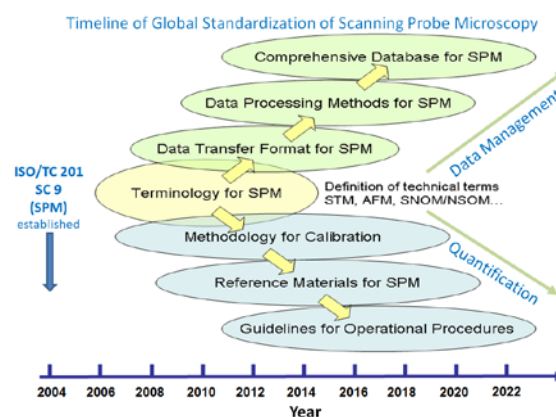 Timeline of Global Standardization of Scanning Probe Microscopy
Comprehensive Database for SPM
Data Processing Methods for SPM
Data Transfer Format for SPM
Data Management
ISO/TC 201
SC 9
(SPM)
established
Terminology for SPM
Definition of technical terms
STM, AFM, SNOM/NSOM...
Methodology for Calibration
Quantification
Reference Materials for SPM
Guidelines for Operational Procedures
2004 2006 2008 2010 2012 2014 2016 2018 2020 2022
Year